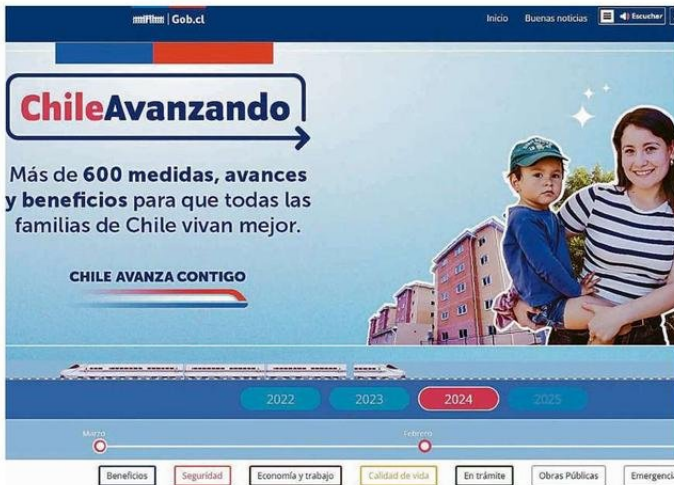 Gob.cl
Inicio Buenas noticias Escuchar
ChileAvanzando
Más de 600 medidas, avances
y beneficios para que todas las
familias de Chile vivan mejor.
CHILE AVANZA CONTIGO
2022 2023 2024 2025
Marzo Febrero
Beneficios Seguridad Economía y trabajo Calidad de vida En trámite Obras Públicas Emergencia